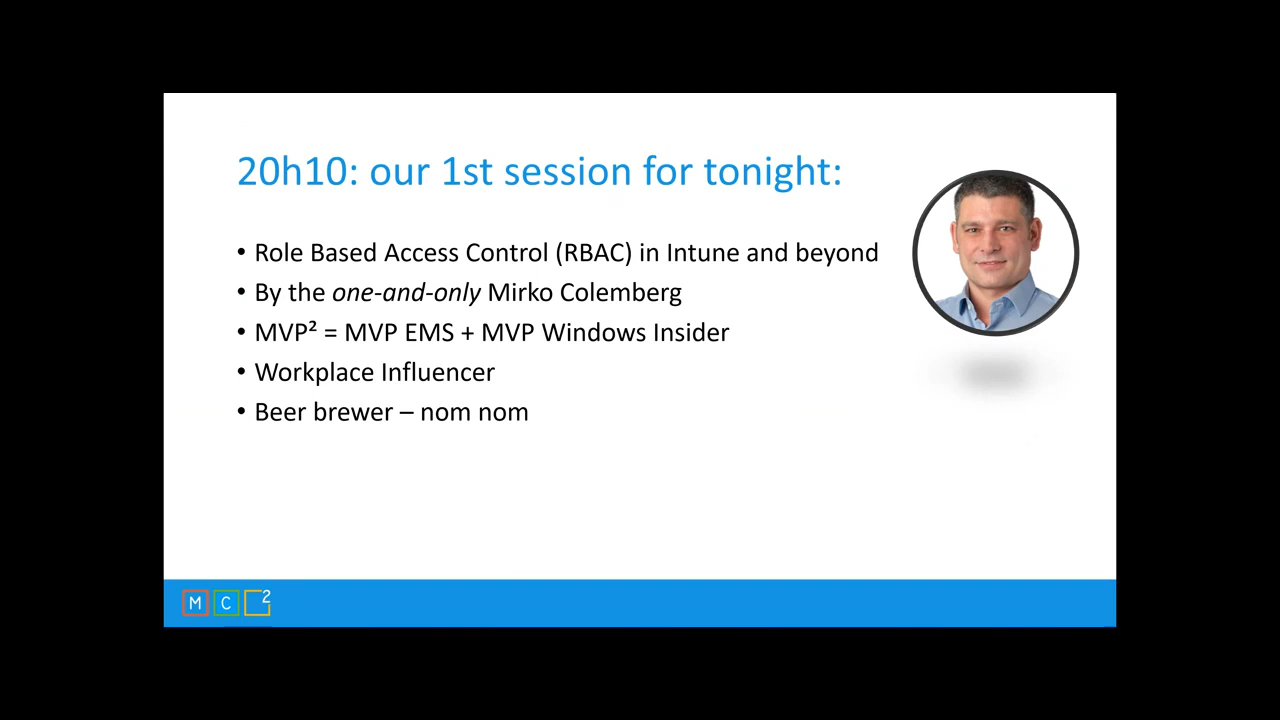 20h10: our 1st session for tonight:
• Role Based Access Control (RBAC) in Intune and beyond
• By the one-and-only Mirko Colemberg
• MVP² = MVP EMS + MVP Windows Insider
• Workplace Influencer
• Beer brewer – nom nom
M C 2